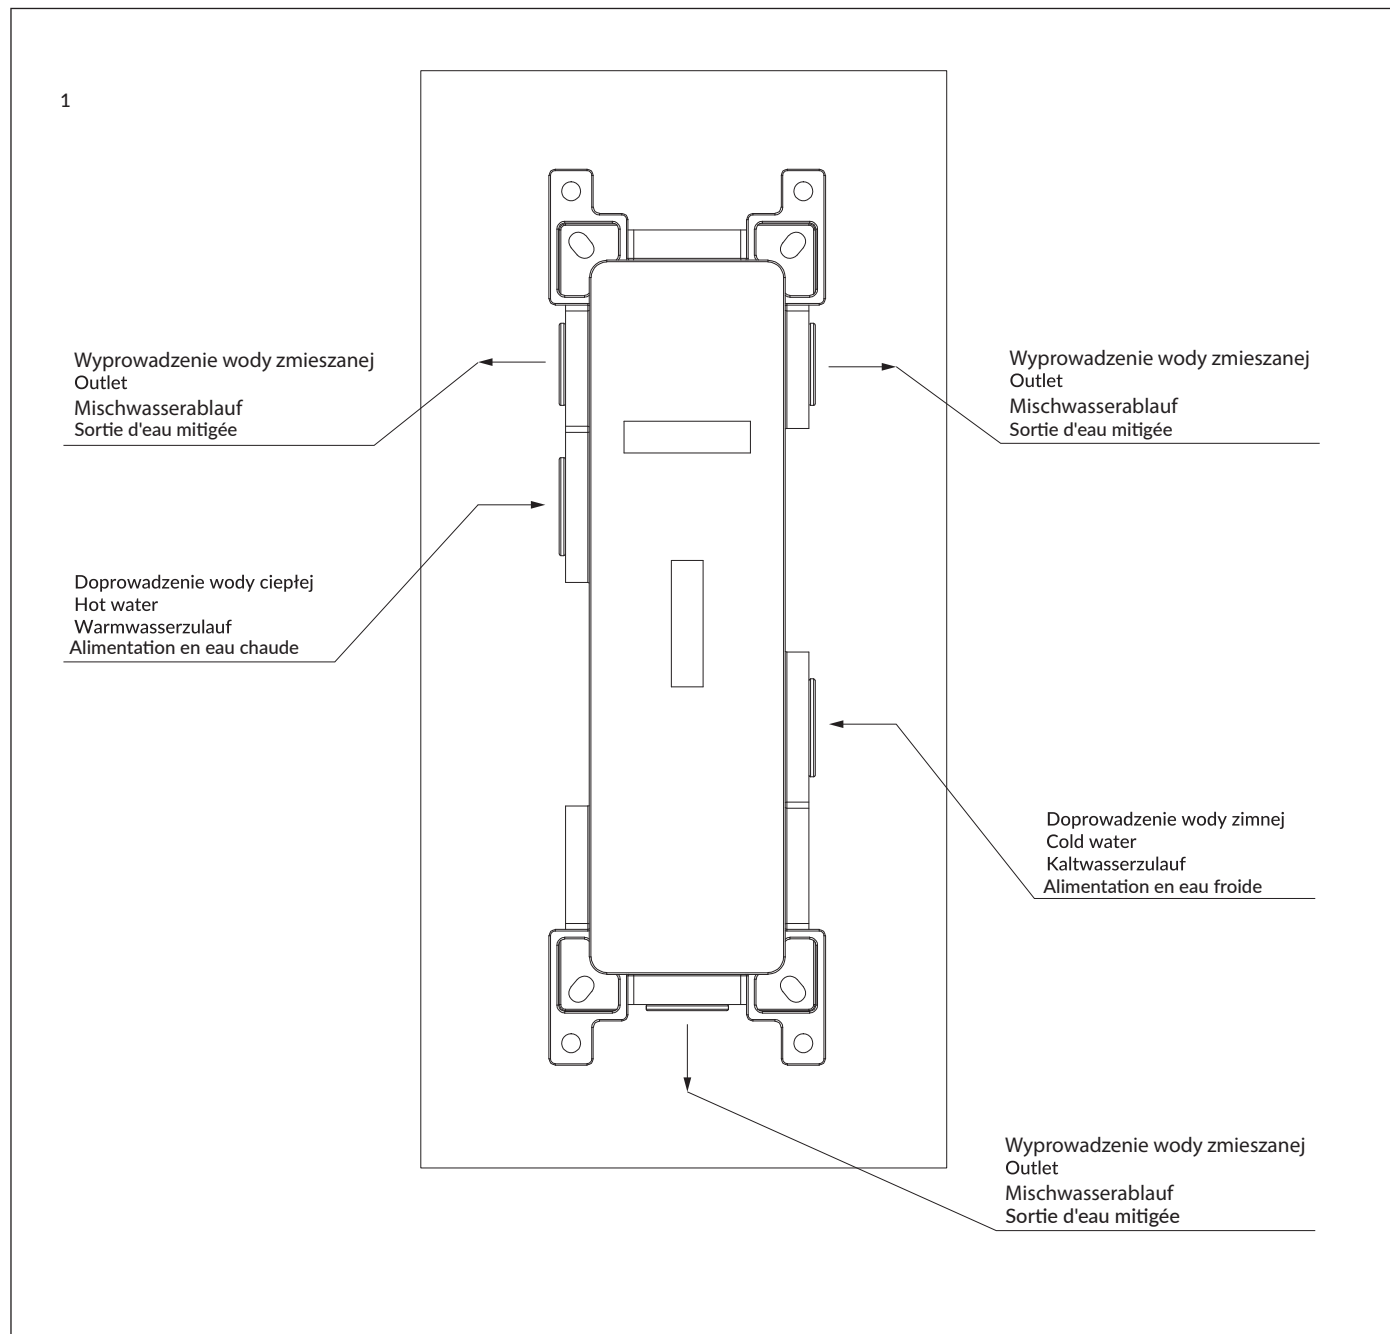 1
Wyprowadzenie wody zmieszanej
Outlet
Mischwasserablauf
Sortie d'eau mitigée
Wyprowadzenie wody zmieszanej
Outlet
Mischwasserablauf
Sortie d'eau mitigée
Doprowadzenie wody ciepłej
Hot water
Warmwasserzulauf
Alimentation en eau chaude
Doprowadzenie wody zimnej
Cold water
Kaltwasserzulauf
Alimentation en eau froide
Wyprowadzenie wody zmieszanej
Outlet
Mischwasserablauf
Sortie d'eau mitigée